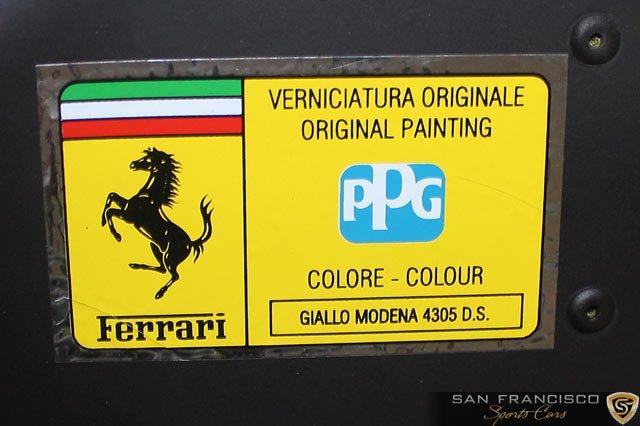 VERNICIATURA ORIGINALE
ORIGINAL PAINTING
PPG
COLORE - COLOUR
GIALLO MODENA 4305 D.S.
Ferrari
SAN FRANCISCO
Sports Cars